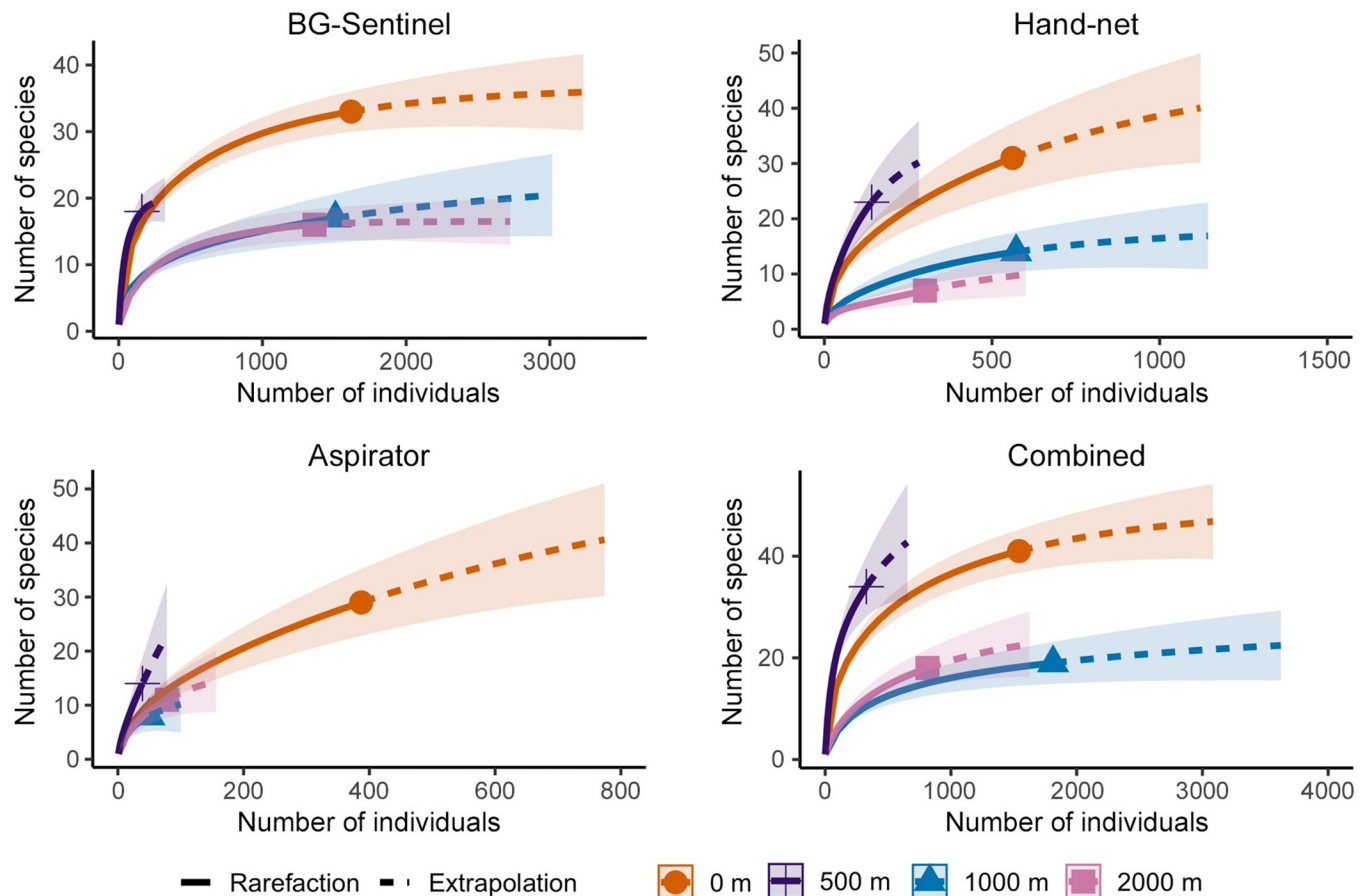 BG-Sentinel
Number of species
40
30
20
10
0
0 1000 2000 3000
Number of individuals
Hand-net
Number of species
50
40
30
20
10
0
0 500 1000 1500
Number of individuals
Aspirator
Number of species
50
40
30
20
10
0
0 200 400 600 800
Number of individuals
Combined
Number of species
40
20
0
0 1000 2000 3000 4000
Number of individuals
Rarefaction Extrapolation 0 m 500 m 1000 m 2000 m